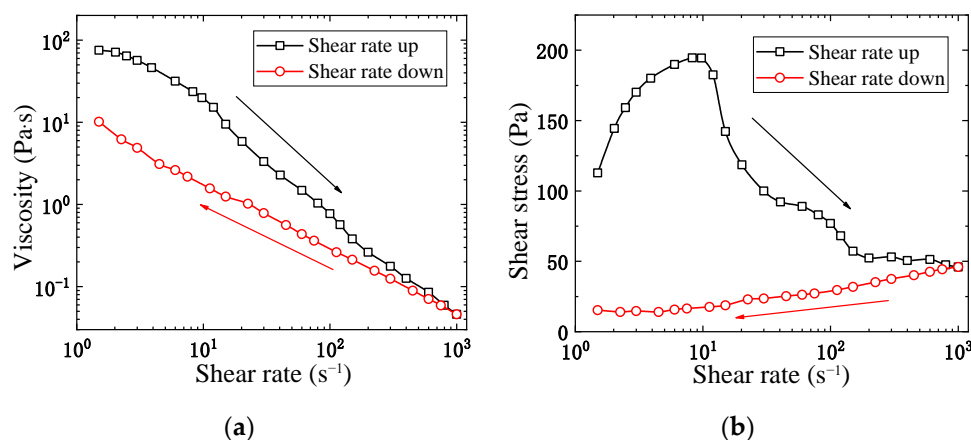 Shear rate up
Shear rate down
Viscosity (Pa·s)
10²
10¹
10⁰
10⁻¹
10⁰ 10¹ 10² 10³
Shear rate (s⁻¹)
(a)
Shear rate up
Shear rate down
Shear stress (Pa)
200
150
100
50
0
10⁰ 10¹ 10² 10³
Shear rate (s⁻¹)
(b)